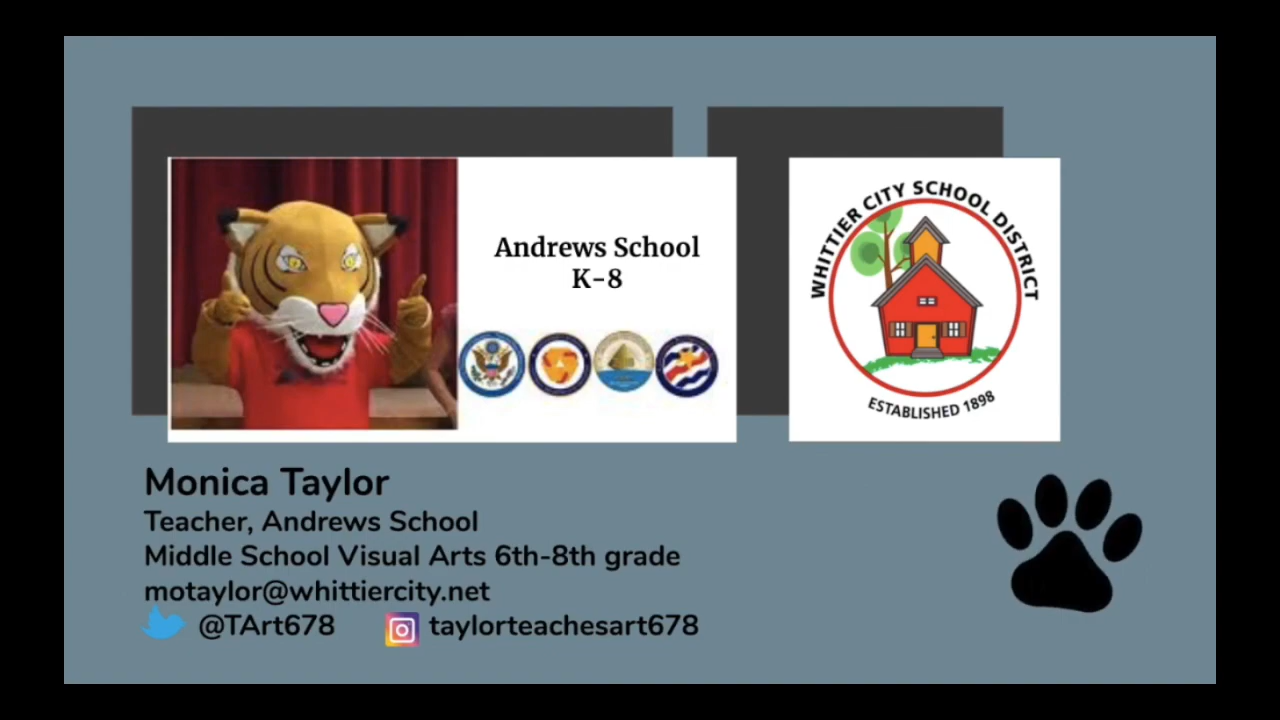 Andrews School
K-8
WHITTIER CITY SCHOOL DISTRICT
ESTABLISHED 1898
Monica Taylor
Teacher, Andrews School
Middle School Visual Arts 6th-8th grade
motaylor@whittiercity.net
@TArt678 taylorteachesart678